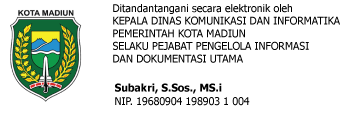 KOTA MADIUN
Ditandantangani secara elektronik oleh
KEPALA DINAS KOMUNIKASI DAN INFORMATIKA
PEMERINTAH KOTA MADIUN
SELAKU PEJABAT PENGELOLA INFORMASI
DAN DOKUMENTASI UTAMA
Subakri, S.Sos., MS.i
NIP. 19680904 198903 1 004